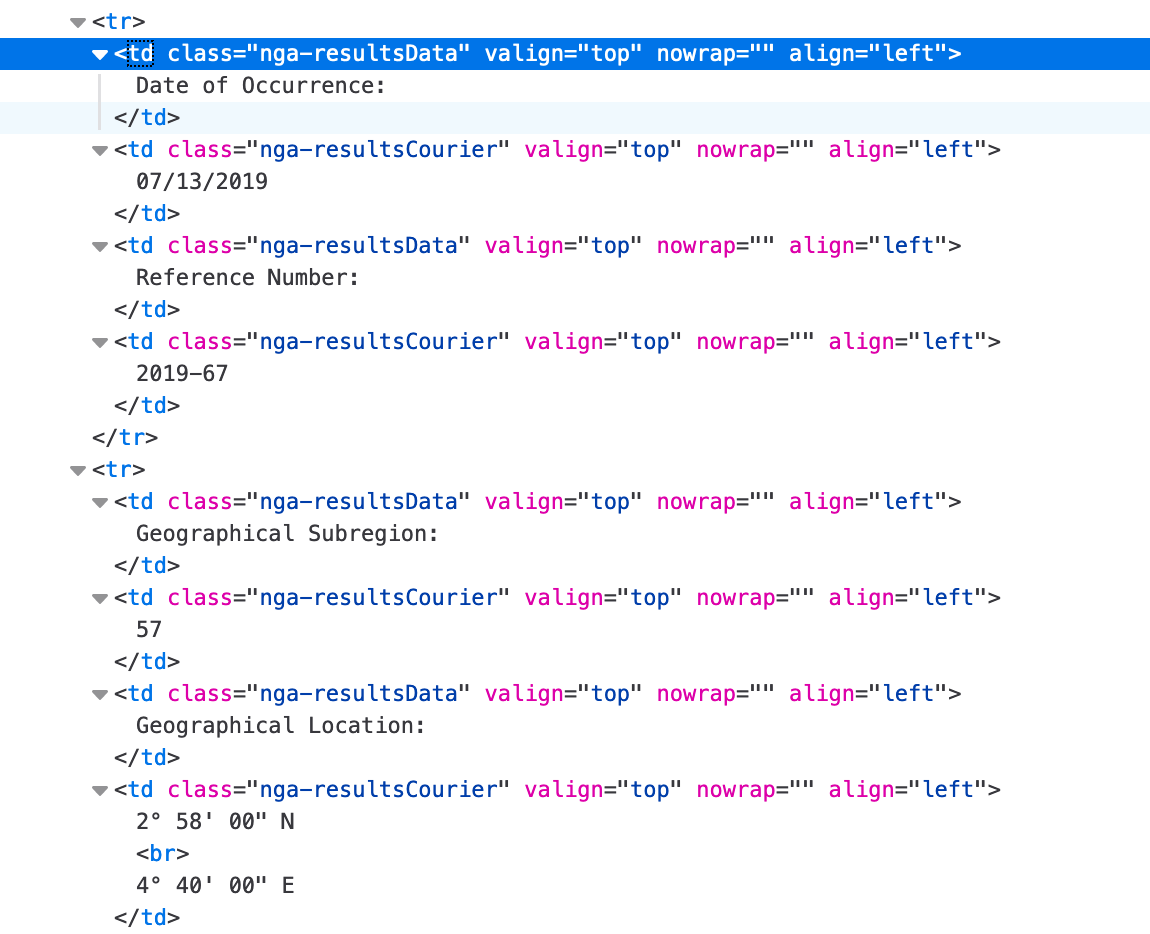 <tr>
<td class="nga-resultsData" valign="top" nowrap="" align="left">
Date of Occurrence:
</td>
<td class="nga-resultsCourier" valign="top" nowrap="" align="left">
07/13/2019
</td>
<td class="nga-resultsData" valign="top" nowrap="" align="left">
Reference Number:
</td>
<td class="nga-resultsCourier" valign="top" nowrap="" align="left">
2019-67
</td>
</tr>
<tr>
<td class="nga-resultsData" valign="top" nowrap="" align="left">
Geographical Subregion:
</td>
<td class="nga-resultsCourier" valign="top" nowrap="" align="left">
57
</td>
<td class="nga-resultsData" valign="top" nowrap="" align="left">
Geographical Location:
</td>
<td class="nga-resultsCourier" valign="top" nowrap="" align="left">
2° 58' 00" N
<br>
4° 40' 00" E
</td>